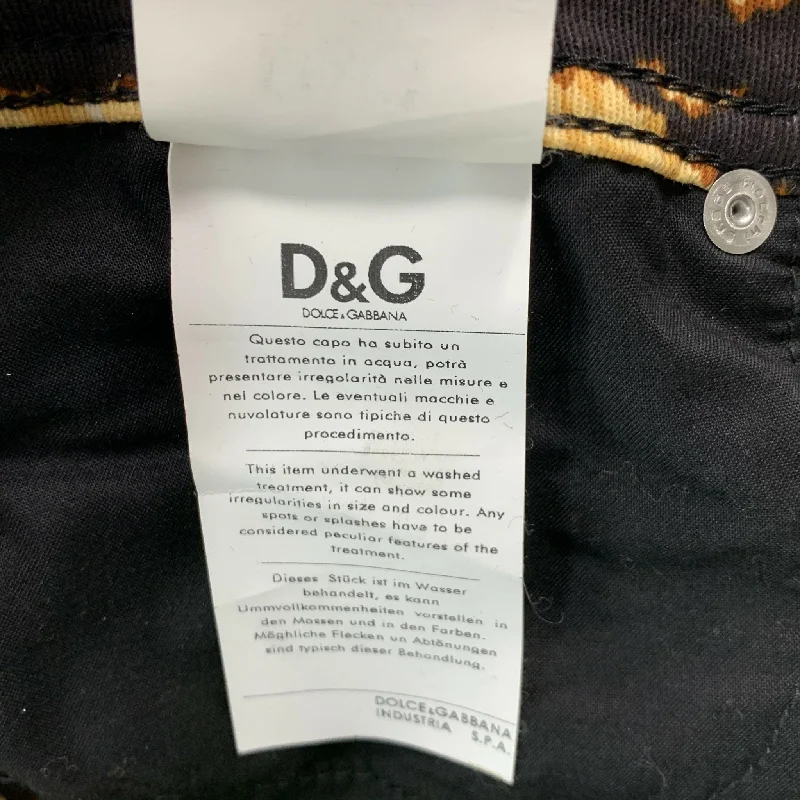 D&G
DOLCE & GABBANA
Questo capo ha subito un
trattamento in acqua, potrà
presentare irregolarità nelle misure e
nel colore. Le eventuali macchie e
nuvolature sono tipiche di questo
procedimento.
This item underwent a washed
treatment, it can show some
irregularities in size and colour. Any
spots or splashes have to be
considered peculiar features of the
treatment.
Dieses Stück ist im Wasser
behandelt, es kann
Ummvollkommenheiten vorstellen in
den Massen und in den Farben.
Möghliche Flecken un Abtönungen
sind typisch dieser Behandlung.
DOLCE&GABBANA
INDUSTRIA S.P.A.